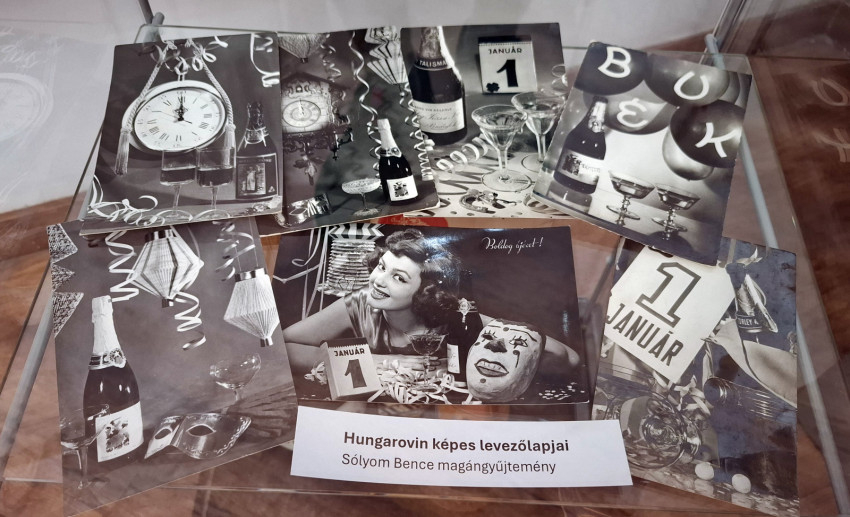 TALISMAN
JANUÁR
1
B
Ú
É
K
Boldog újévet!
JANUÁR
1
1
JANUÁR
Hungarovin képes levezőlapjai
Sólyom Bence magángyűjtemény